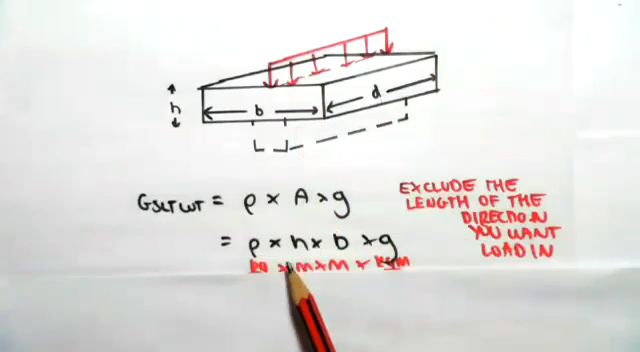 h
b
d
GSLFWT = ρ × A × g
= ρ × h × b × g
× m × m ×
EXCLUDE THE
LENGTH OF THE
DIRECTION
YOU WANT
LOAD IN